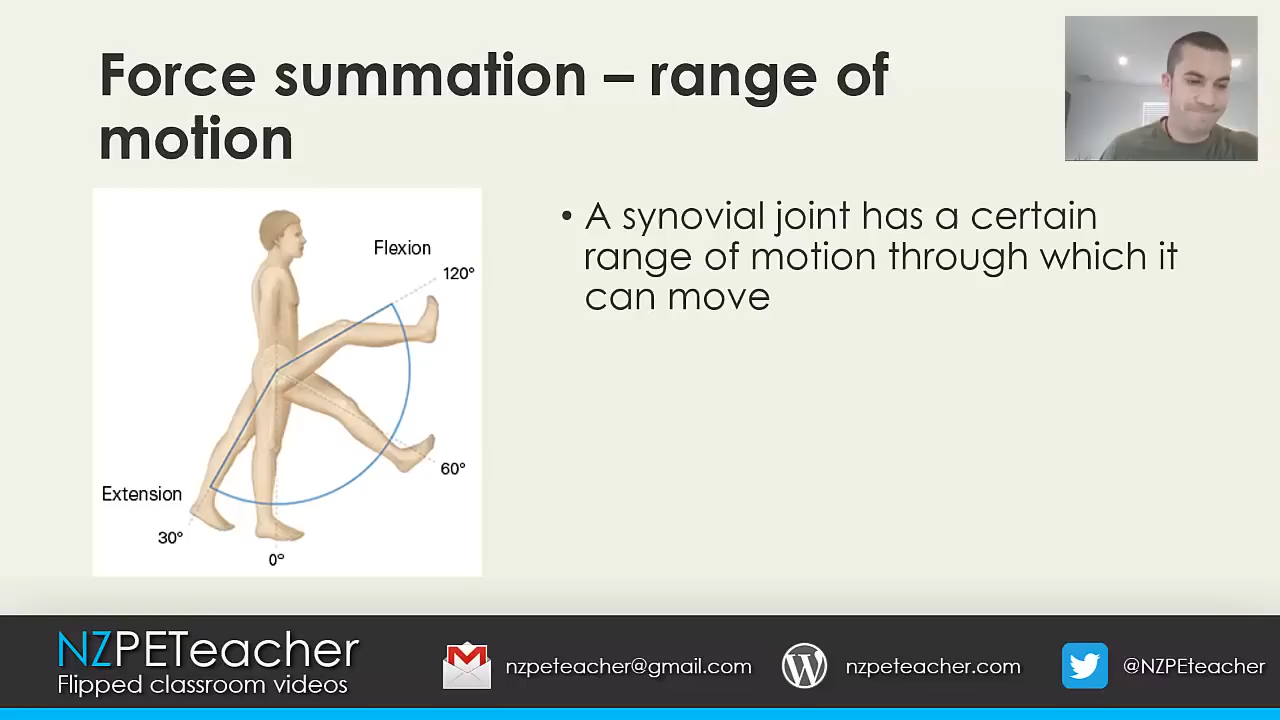 Force summation – range of
motion
Flexion
120°
60°
Extension
30°
0°
• A synovial joint has a certain
range of motion through which it
can move
NZPETeacher
Flipped classroom videos
nzpeteacher@gmail.com
nzpeteacher.com
@NZPEteacher